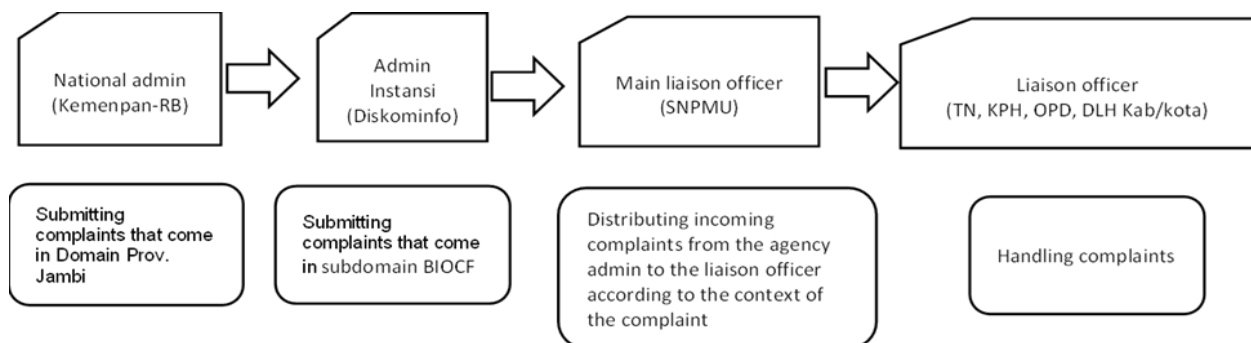 National admin
(Kemenpan-RB)
Admin
Instansi
(Diskominfo)
Main liaison officer
(SNPMU)
Liaison officer
(TN, KPH, OPD, DLH Kab/kota)
Submitting
complaints that come
in Domain Prov.
Jambi
Submitting
complaints that come
in subdomain BIOCF
Distributing incoming
complaints from the agency
admin to the liaison officer
according to the context of
the complaint
Handling complaints